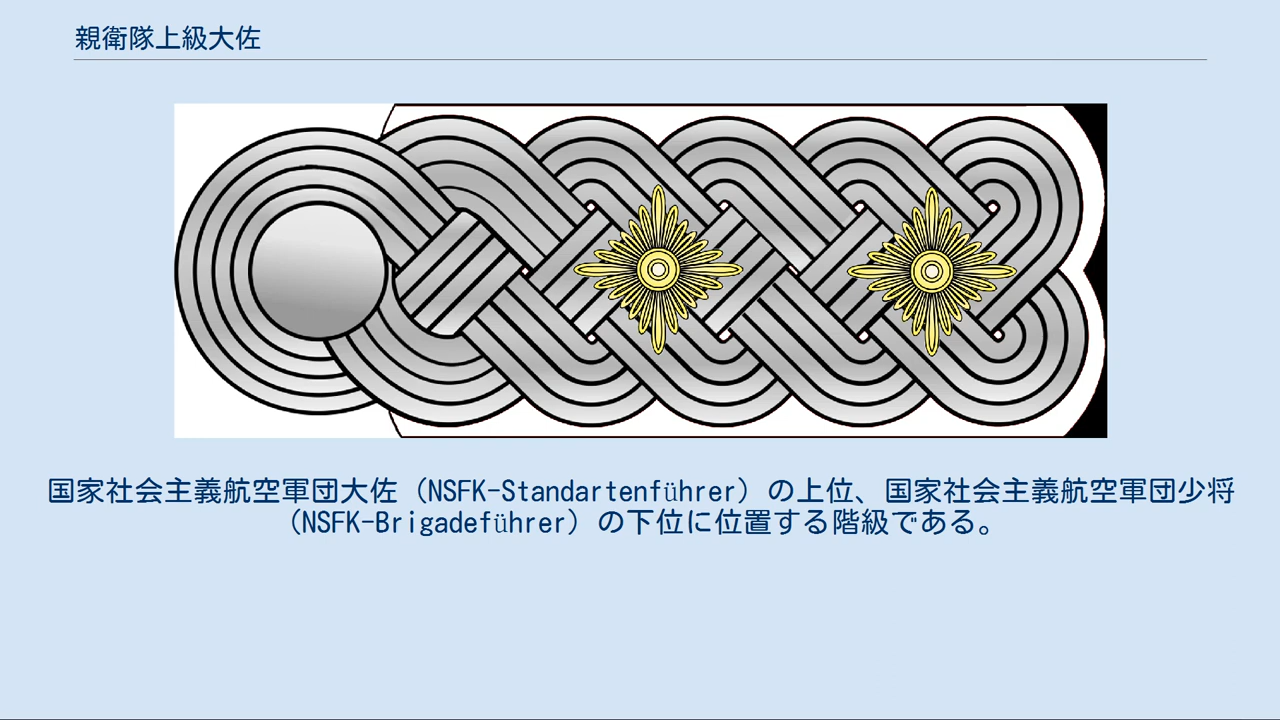 親衛隊上級大佐
国家社会主義航空軍団大佐（NSFK-Standartenführer）の上位、国家社会主義航空軍団少将
（NSFK-Brigadeführer）の下位に位置する階級である。